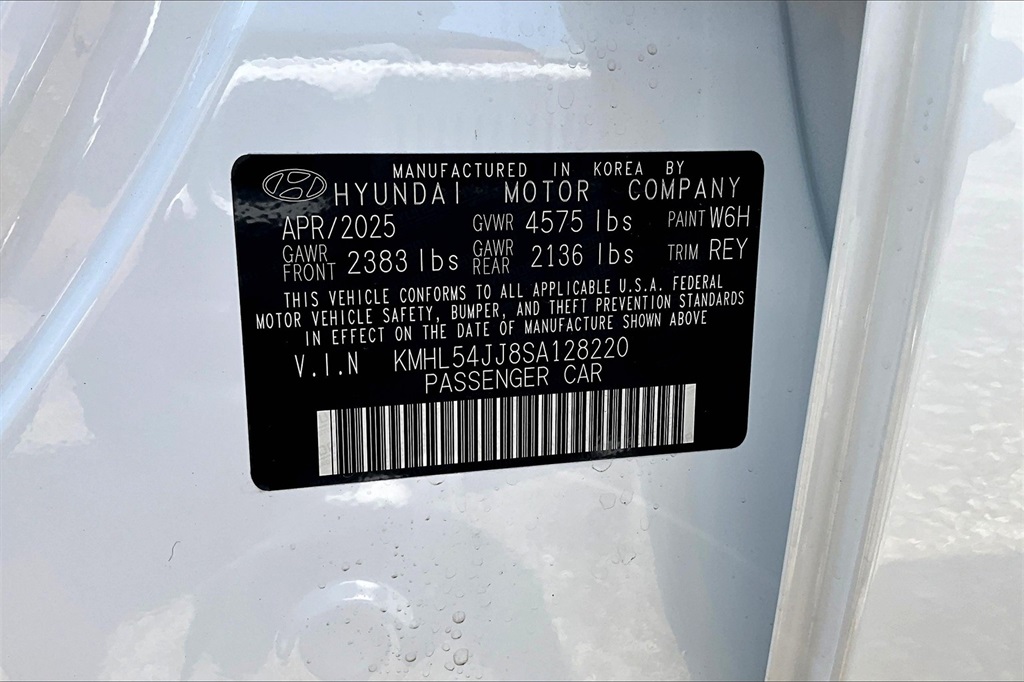 MANUFACTURED IN KOREA BY
HYUNDAI MOTOR COMPANY
APR/2025 GVWR 4575 lbs PAINT W6H
GAWR FRONT 2383 lbs GAWR REAR 2136 lbs TRIM REY
THIS VEHICLE CONFORMS TO ALL APPLICABLE U.S.A. FEDERAL
MOTOR VEHICLE SAFETY, BUMPER, AND THEFT PREVENTION STANDARDS
IN EFFECT ON THE DATE OF MANUFACTURE SHOWN ABOVE
V.I.N KMHL54JJ8SA128220
PASSENGER CAR